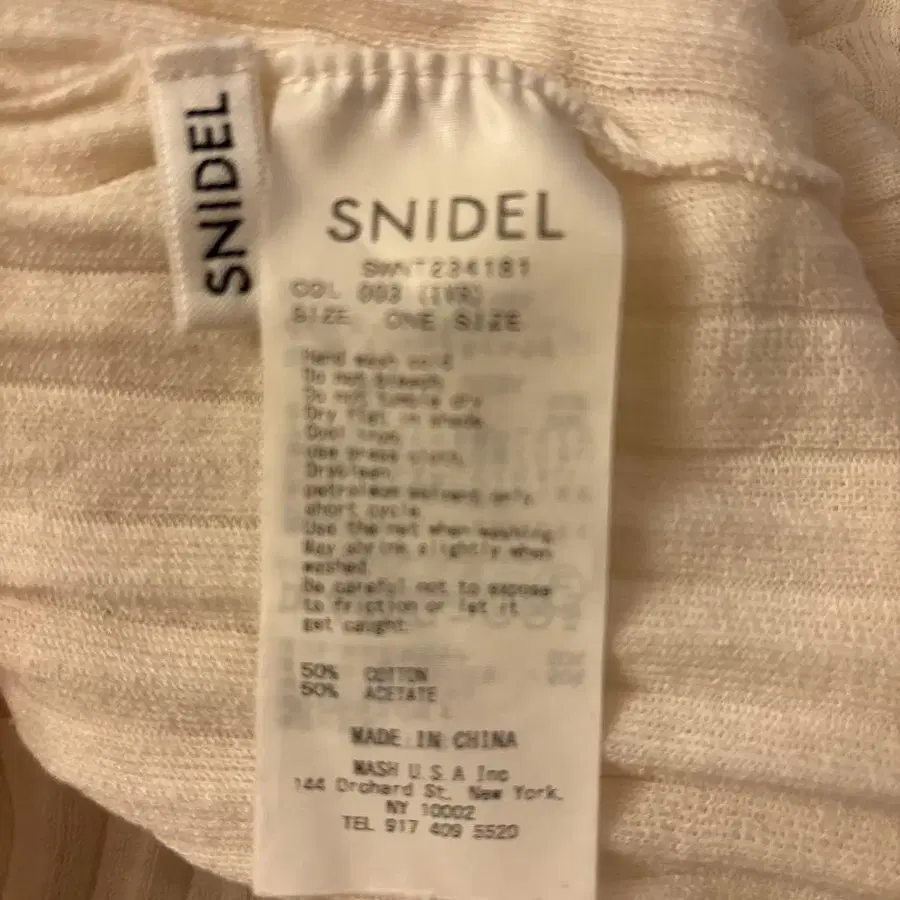 SNIDEL
SNIDEL
SWNT234181
COL 003 (IVR)
SIZE ONE SIZE
Hand wash cold
Do not bleach
Do not tumble dry
Dry flat in shade
Cool iron
use press cloth,
Dryclean
petroleum solvent only,
short cycle
Use the net when washing
May shrink slightly when
washed.
Be careful not to expose
to friction or let it
get caught.
50% COTTON
50% ACETATE
MADE IN CHINA
MASH U.S.A Inc
144 Orchard St, New York,
NY 10002
TEL 917 409 5520